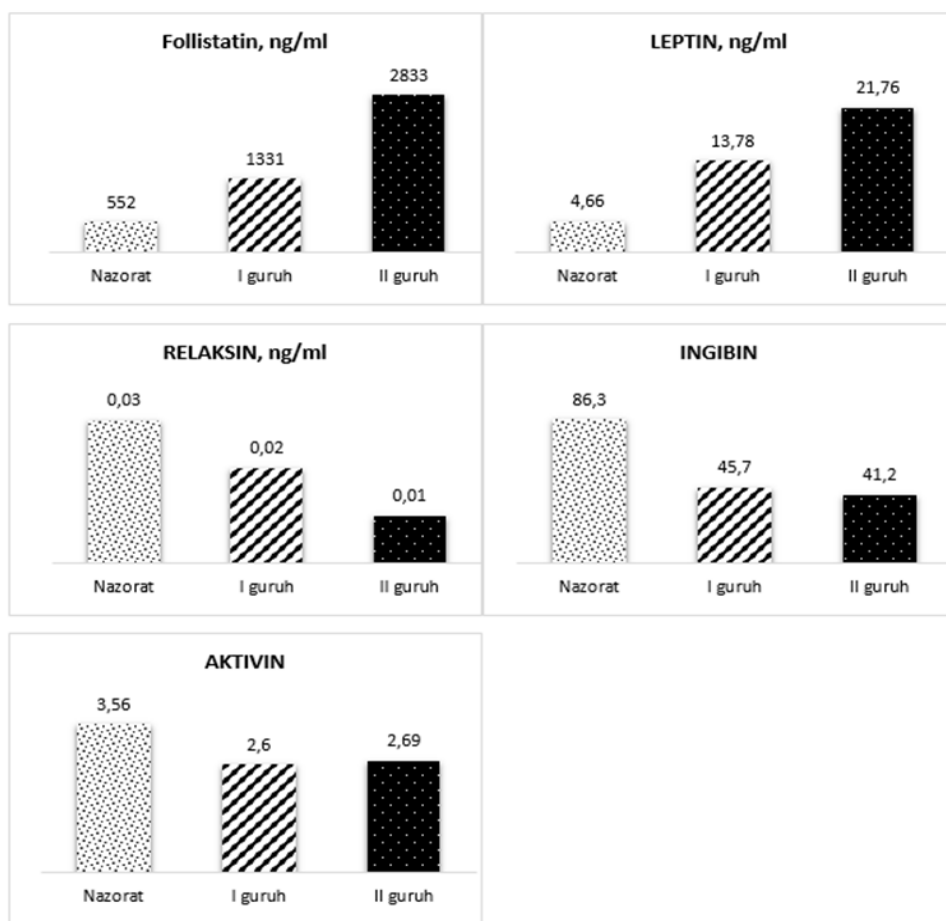 Follistatin, ng/ml
2833
1331
552
Nazorat I guruh II guruh
LEPTIN, ng/ml
21,76
13,78
4,66
Nazorat I guruh II guruh
RELAKSIN, ng/ml
0,03
0,02
0,01
Nazorat I guruh II guruh
INGIBIN
86,3
45,7
41,2
Nazorat I guruh II guruh
AKTIVIN
3,56
2,6
2,69
Nazorat I guruh II guruh